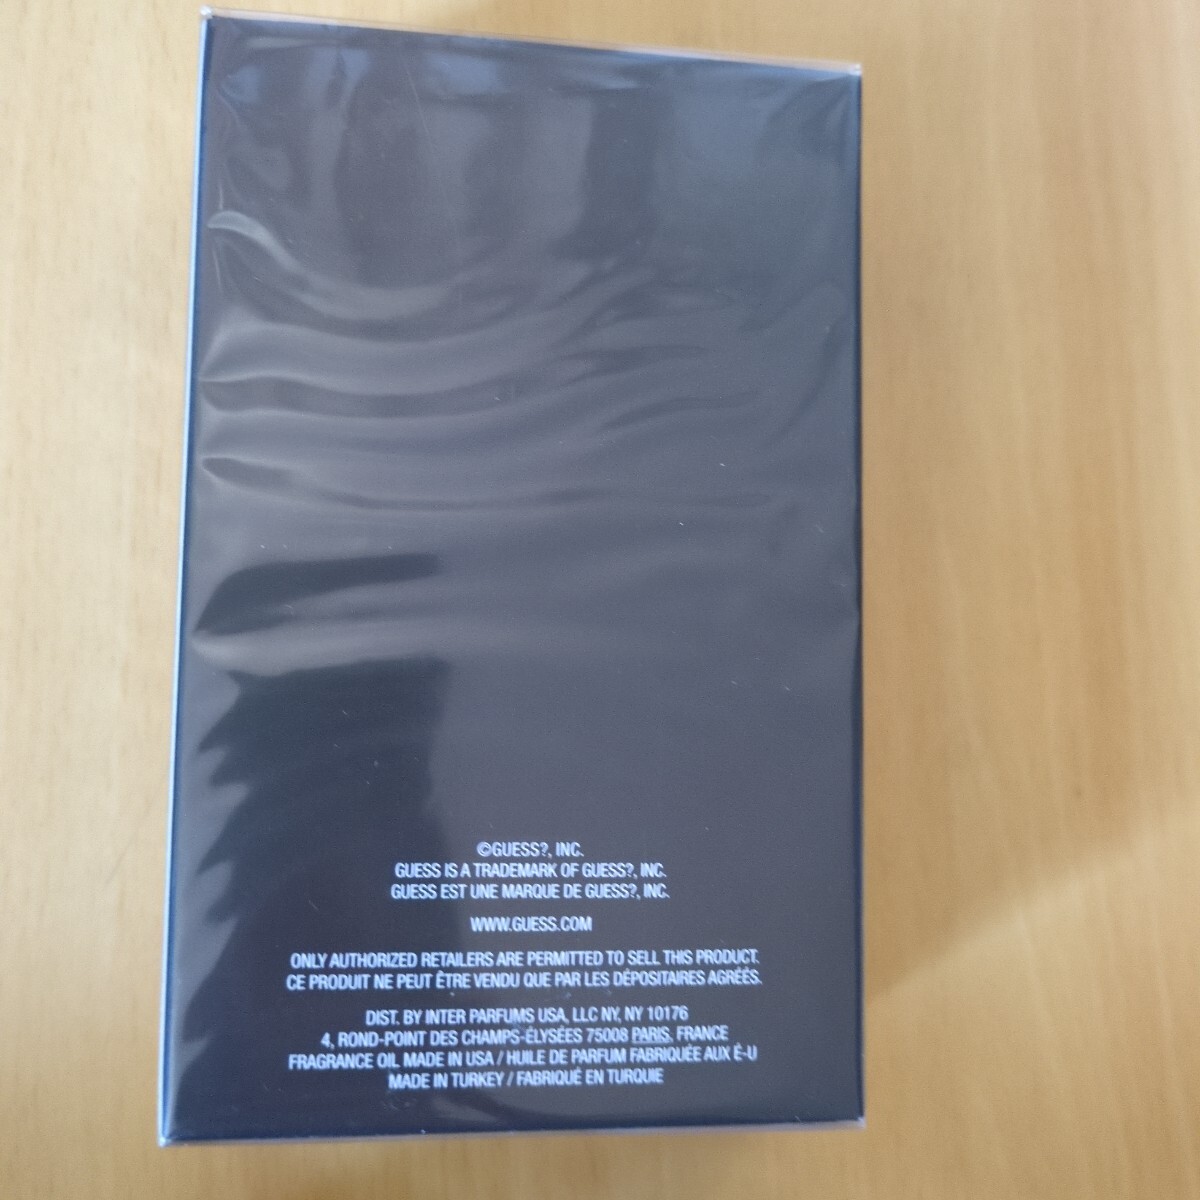 ©GUESS?, INC.
GUESS IS A TRADEMARK OF GUESS?, INC.
GUESS EST UNE MARQUE DE GUESS?, INC.
WWW.GUESS.COM
ONLY AUTHORIZED RETAILERS ARE PERMITTED TO SELL THIS PRODUCT.
CE PRODUIT NE PEUT ÊTRE VENDU QUE PAR LES DÉPOSITAIRES AGRÉÉS.
DIST. BY INTER PARFUMS USA, LLC NY, NY 10176
4, ROND-POINT DES CHAMPS-ÉLYSÉES 75008 PARIS, FRANCE
FRAGRANCE OIL MADE IN USA / HUILE DE PARFUM FABRIQUÉE AUX É-U
MADE IN TURKEY / FABRIQUÉ EN TURQUIE